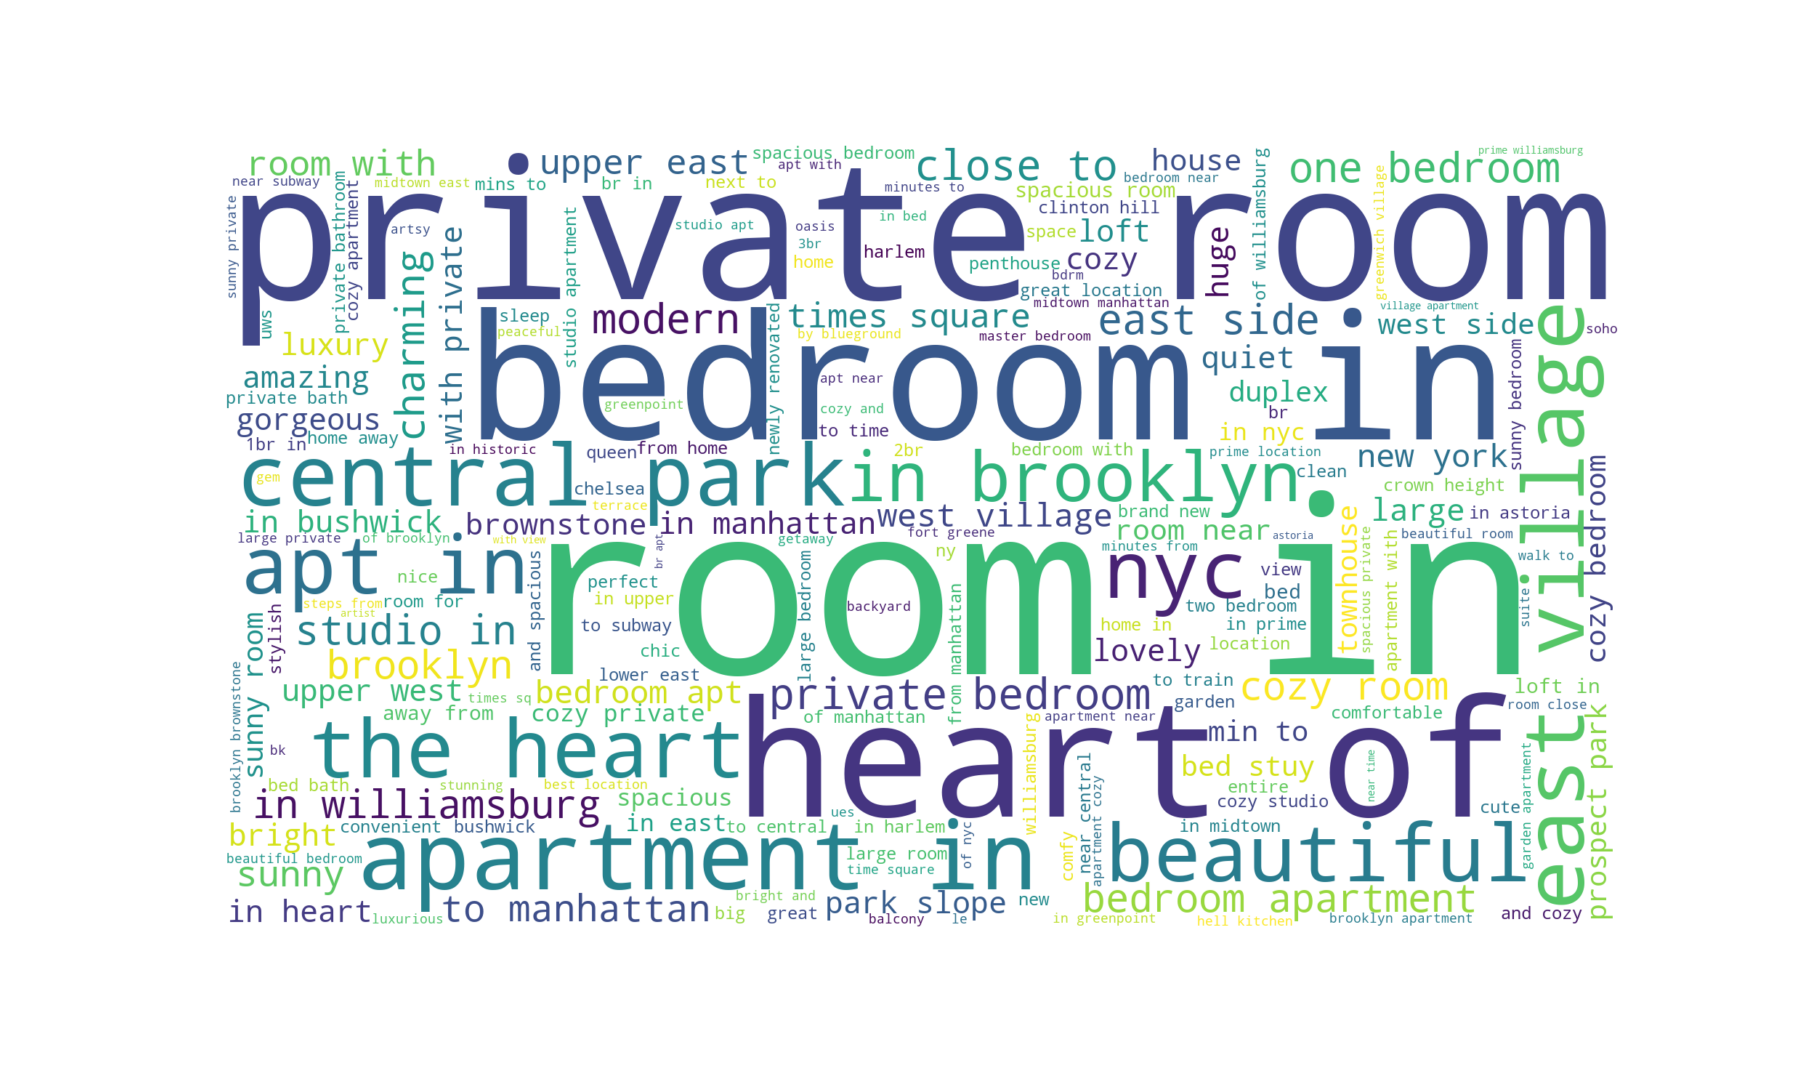 room with
upper east
spacious bedroom
apt with
close to
house
of williamsburg
one bedroom
prime williamsburg
near subway
midtown east
mins to
br in
next to
minutes to
spacious room
bedroom near
greenwich village
sunny private
private bathroom
cozy apartment
private room
artsy
with private
studio apartment
studio apt
oasis
in bed
3br
home
harlem
space
clinton hill
loft
penthouse
cozy
bdrm
huge
great location
midtown manhattan
village apartment
uws
charming
sleep
peaceful
modern
newly renovated
times square
by blueground
master bedroom
east side
west side
soho
luxury
bedroom in
quiet
amazing
private bath
greenpoint
apt near
cozy and
duplex
sunny bedroom
gorgeous
to time
br
in nyc
1br in
home away
in historic
queen
from home
2br
bedroom with
prime location
new york
gem
central park
in brooklyn
clean
chelsea
terrace
crown height
in bushwick
brownstone
in manhattan
west village
brand new
room near
large
in astoria
cozy bedroom
large private
of brooklyn
with view
br apt
getaway
fort greene
ny
minutes from
astoria
townhouse
beautiful room
walk to
apt in
room in
nyc
view
bed
spacious private
apartment with
suite
east village
nice
and spacious
perfect
large bedroom
steps from
room for
artist
in upper
backyard
from manhattan
two bedroom
in prime
home in
location
stylish
studio in
to subway
chic
lovely
sunny room
brooklyn
lower east
brooklyn brownstone
upper west
times sq
bedroom apt
private bedroom
to train
garden
cozy room
loft in
room close
prospect park
away from
cozy private
of manhattan
apartment near
comfortable
bk
the heart
heart of
williamsburg
min to
near time
garden apartment
bed bath
stunning
best location
near central
apartment cozy
bed stuy
entire
in williamsburg
spacious
ues
cozy studio
cute
bright
convenient bushwick
in east
to central
in harlem
of nyc
in midtown
beautiful bedroom
apartment in
large room
time square
comfy
beautiful
sunny
bright and
bedroom apartment
in heart
luxurious
to manhattan
big
great
park slope
balcony
le
new
in greenpoint
hell kitchen
brooklyn apartment
and cozy